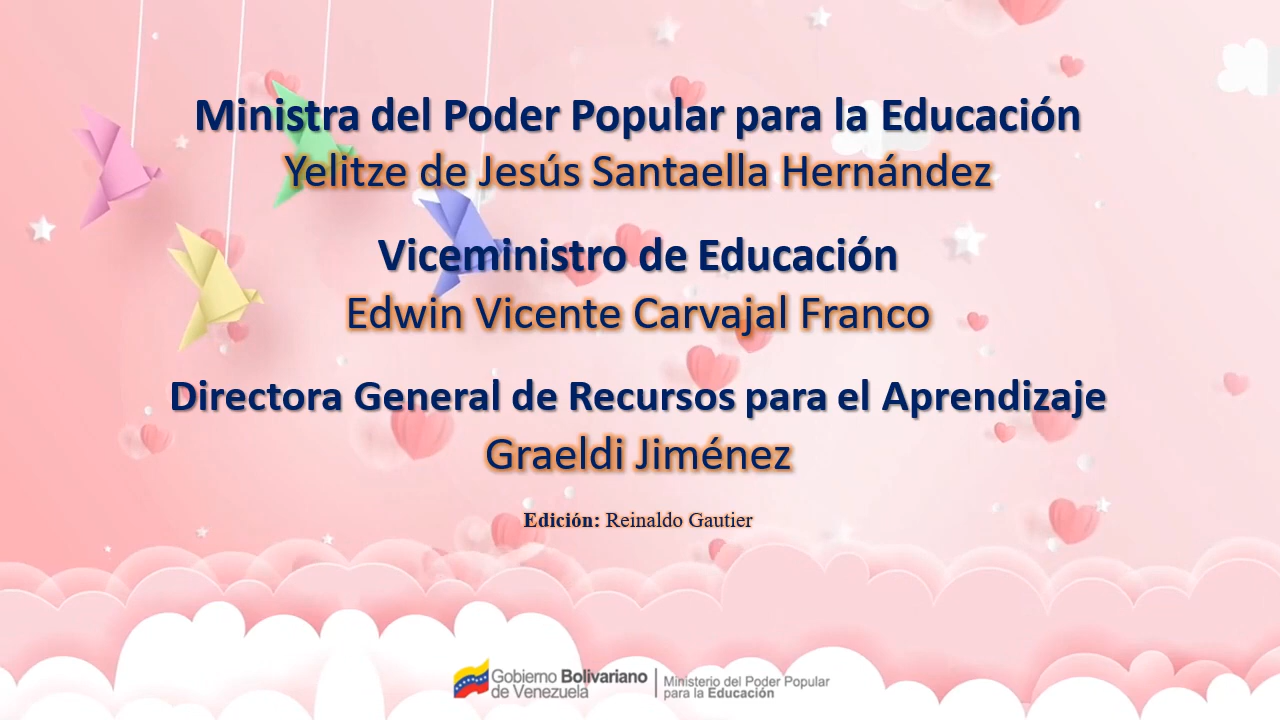 Ministra del Poder Popular para la Educación
Yelitze de Jesús Santaella Hernández
Viceministro de Educación
Edwin Vicente Carvajal Franco
Directora General de Recursos para el Aprendizaje
Graeldi Jiménez
Edición: Reinaldo Gautier
Gobierno Bolivariano
de Venezuela
Ministerio del Poder Popular
para la Educación